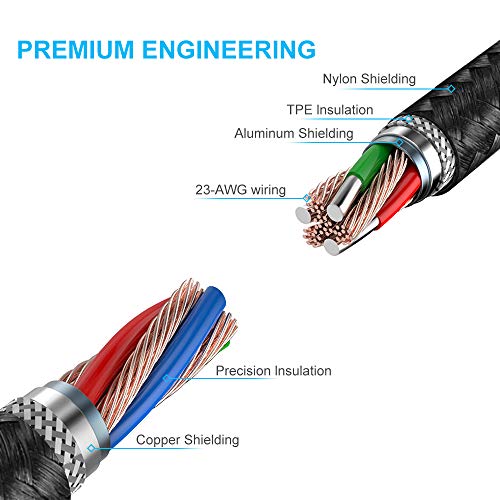 PREMIUM ENGINEERING
Nylon Shielding
TPE Insulation
Aluminum Shielding
23-AWG wiring
Precision Insulation
Copper Shielding